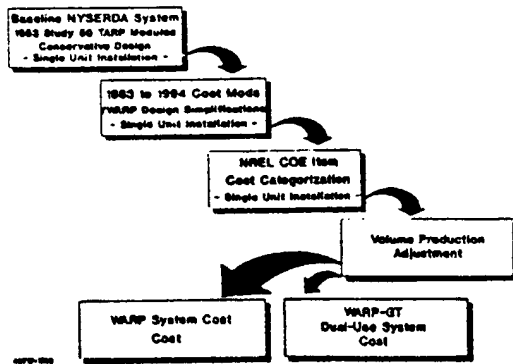 Baseline NYSERDA System
1983 Study 56 TARP Modules
Conservative Design
- Single Unit Installation -
1983 to 1994 Cost Mods
WARP Design Simplifications
- Single Unit Installation -
NREL COE Item
Cost Categorization
- Single Unit Installation -
Volume Production
Adjustment
WARP System Cost
Cost
WARP-GT
Dual-Use System
Cost